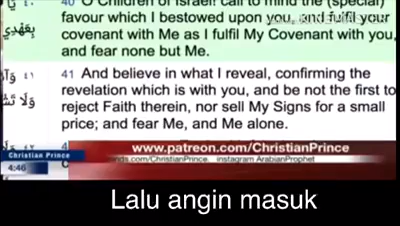 40 O Children of Israel! call to mind the (special)
favour which I bestowed upon you, and fulfil your
covenant with Me as I fulfil My Covenant with you,
and fear none but Me.
41 And believe in what I reveal, confirming the
revelation which is with you, and be not the first to
reject Faith therein, nor sell My Signs for a small
price; and fear Me, and Me alone.
www.patreon.com/ChristianPrince
Christian Prince
ends.com/ChristianPrince. instagram ArabianProphet
4:46
Lalu angin masuk